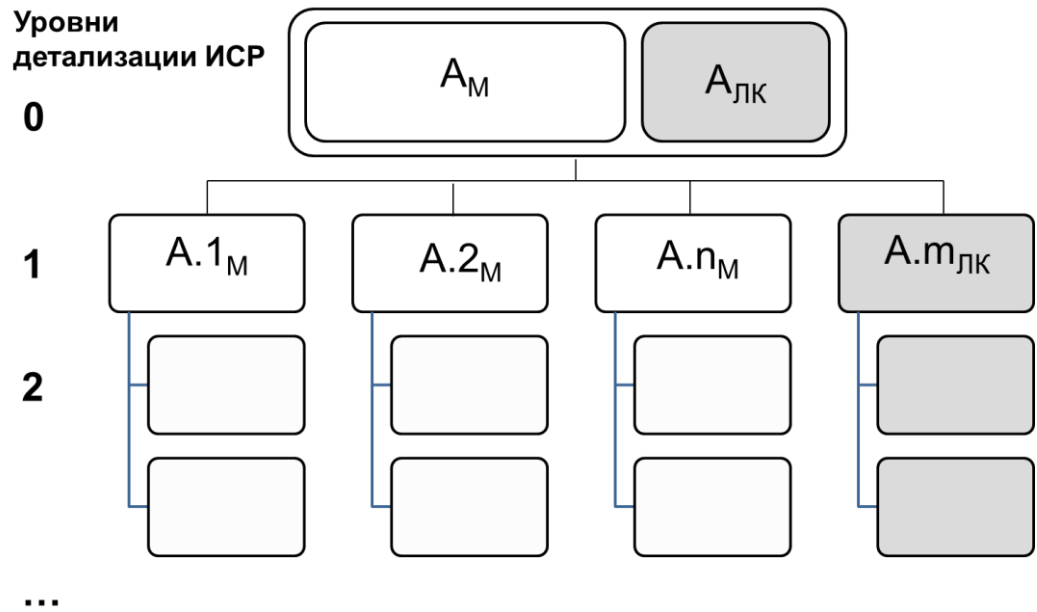 Уровни
детализации ИСР
0
Aм Aлк
1
A.1м A.2м A.nм A.mлк
2
...